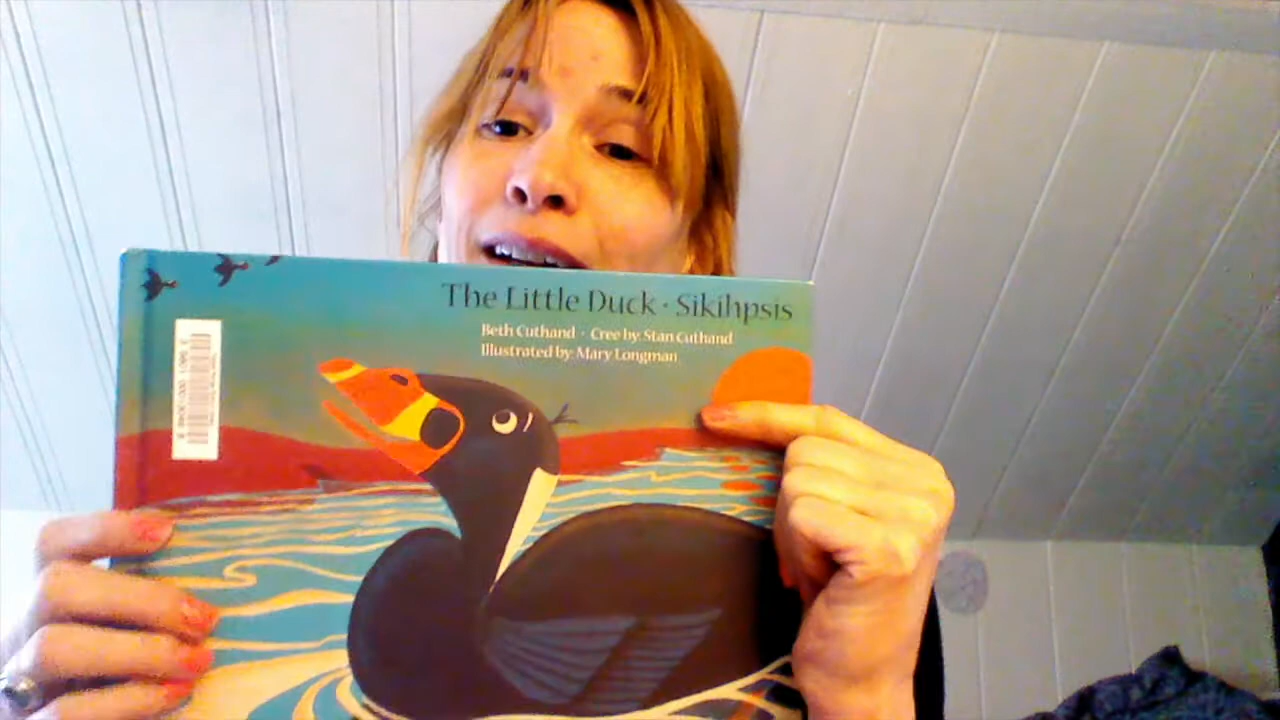 The Little Duck · Sikihpsis
Beth Cuthand · Cree by: Stan Cuthand
Illustrated by: Mary Longman